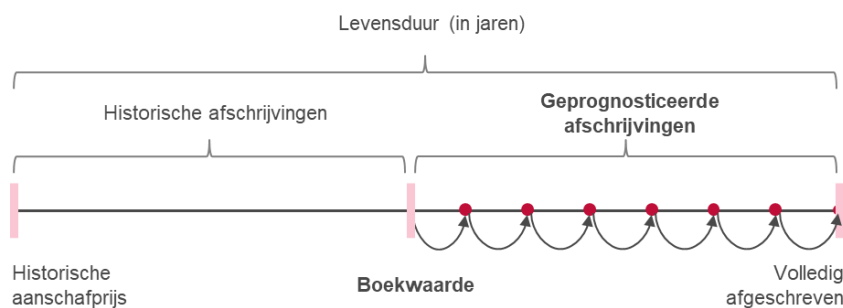 Levensduur (in jaren)
Historische afschrijvingen
Geprognosticeerde
afschrijvingen
Historische
aanschafprijs
Boekwaarde
Volledig
afgeschreven